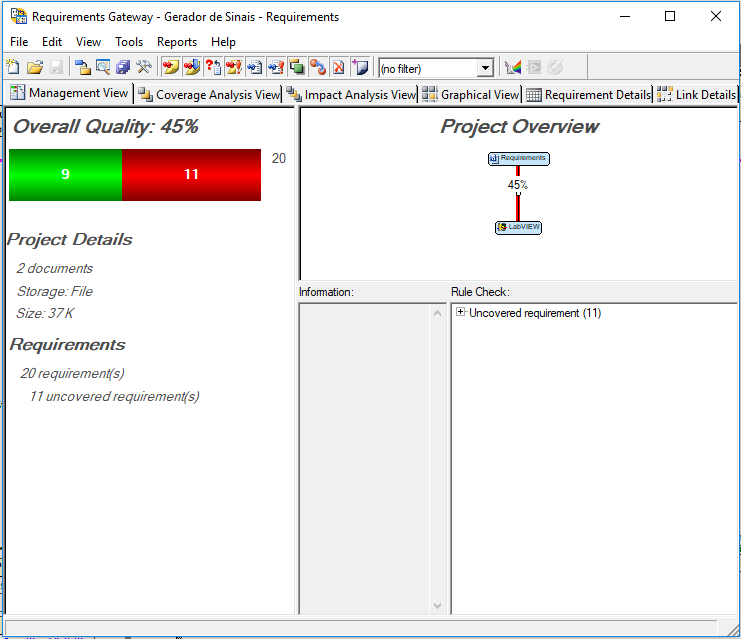 Requirements Gateway - Gerador de Sinais - Requirements
File Edit View Tools Reports Help
(no filter)
Management View Coverage Analysis View Impact Analysis View Graphical View Requirement Details Link Details
Overall Quality: 45%
9 11 20
Project Details
2 documents
Storage: File
Size: 37 K
Requirements
20 requirement(s)
11 uncovered requirement(s)
Project Overview
Requirements
45%
LabVIEW
Information:
Rule Check:
Uncovered requirement (11)